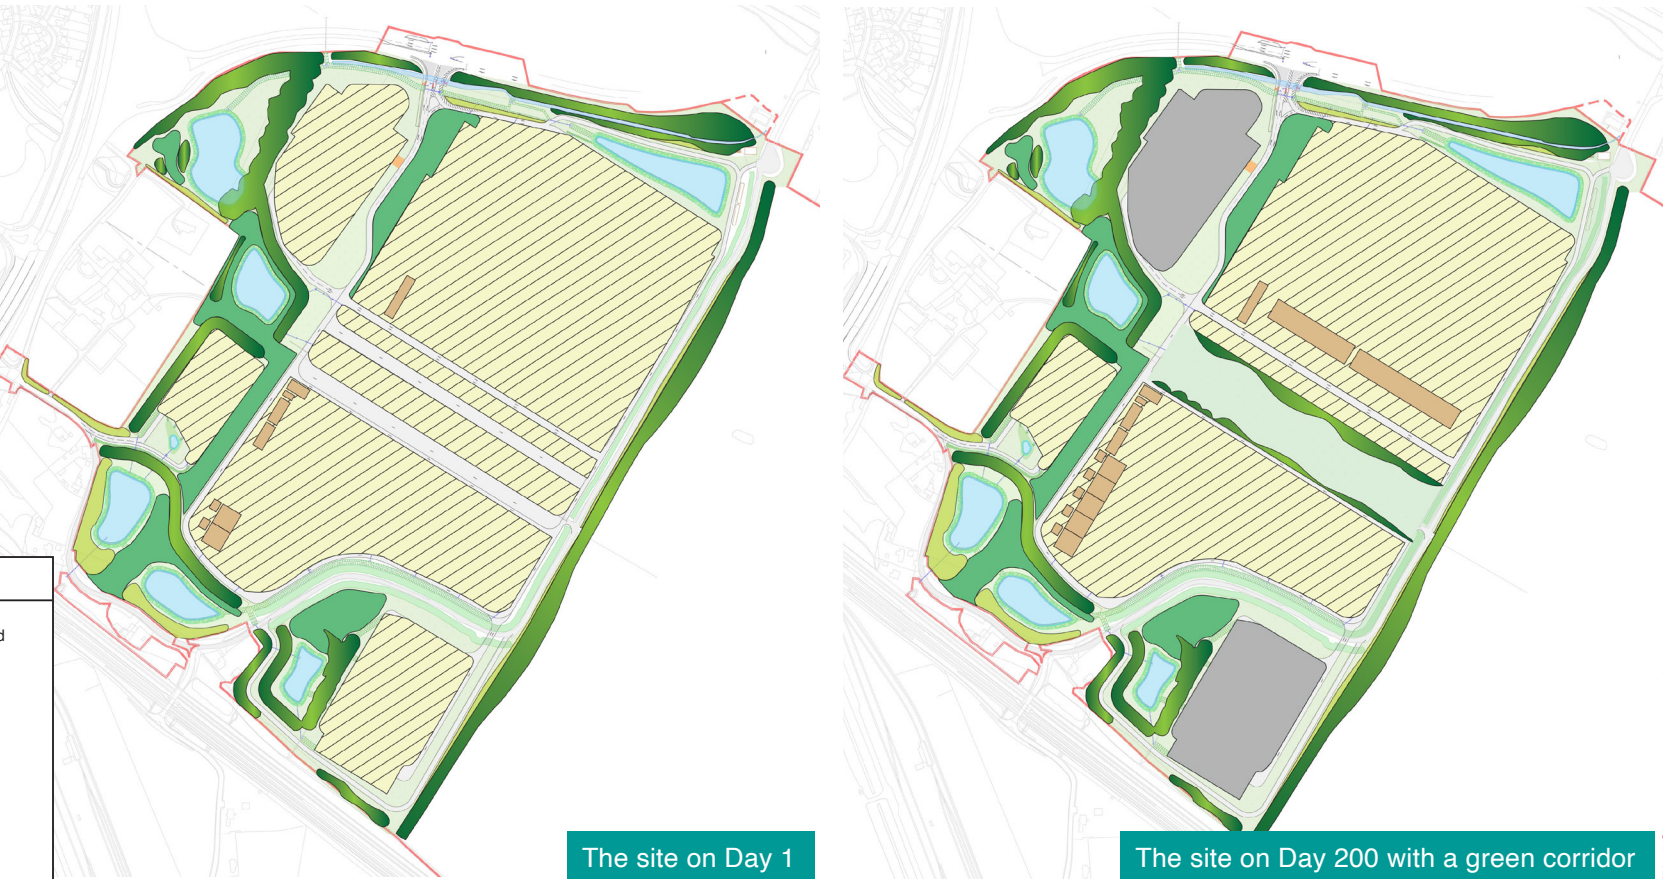 d
The site on Day 1
The site on Day 200 with a green corridor